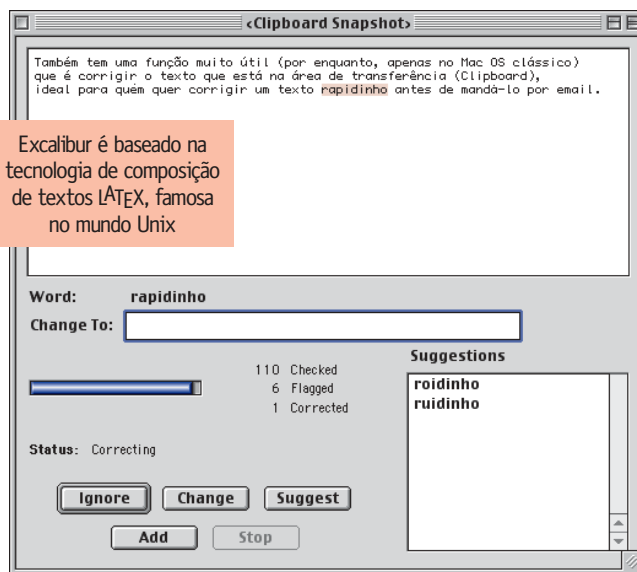 <Clipboard Snapshot>
Também tem uma função muito útil (por enquanto, apenas no Mac OS clássico)
que é corrigir o texto que está na área de transferência (Clipboard),
ideal para quem quer corrigir um texto rapidinho antes de mandá-lo por email.
Excalibur é baseado na
tecnologia de composição
de textos LATEX, famosa
no mundo Unix
Word: rapidinho
Change To:
110 Checked
6 Flagged
1 Corrected
Suggestions
roidinho
ruidinho
Status: Correcting
Ignore Change Suggest
Add Stop